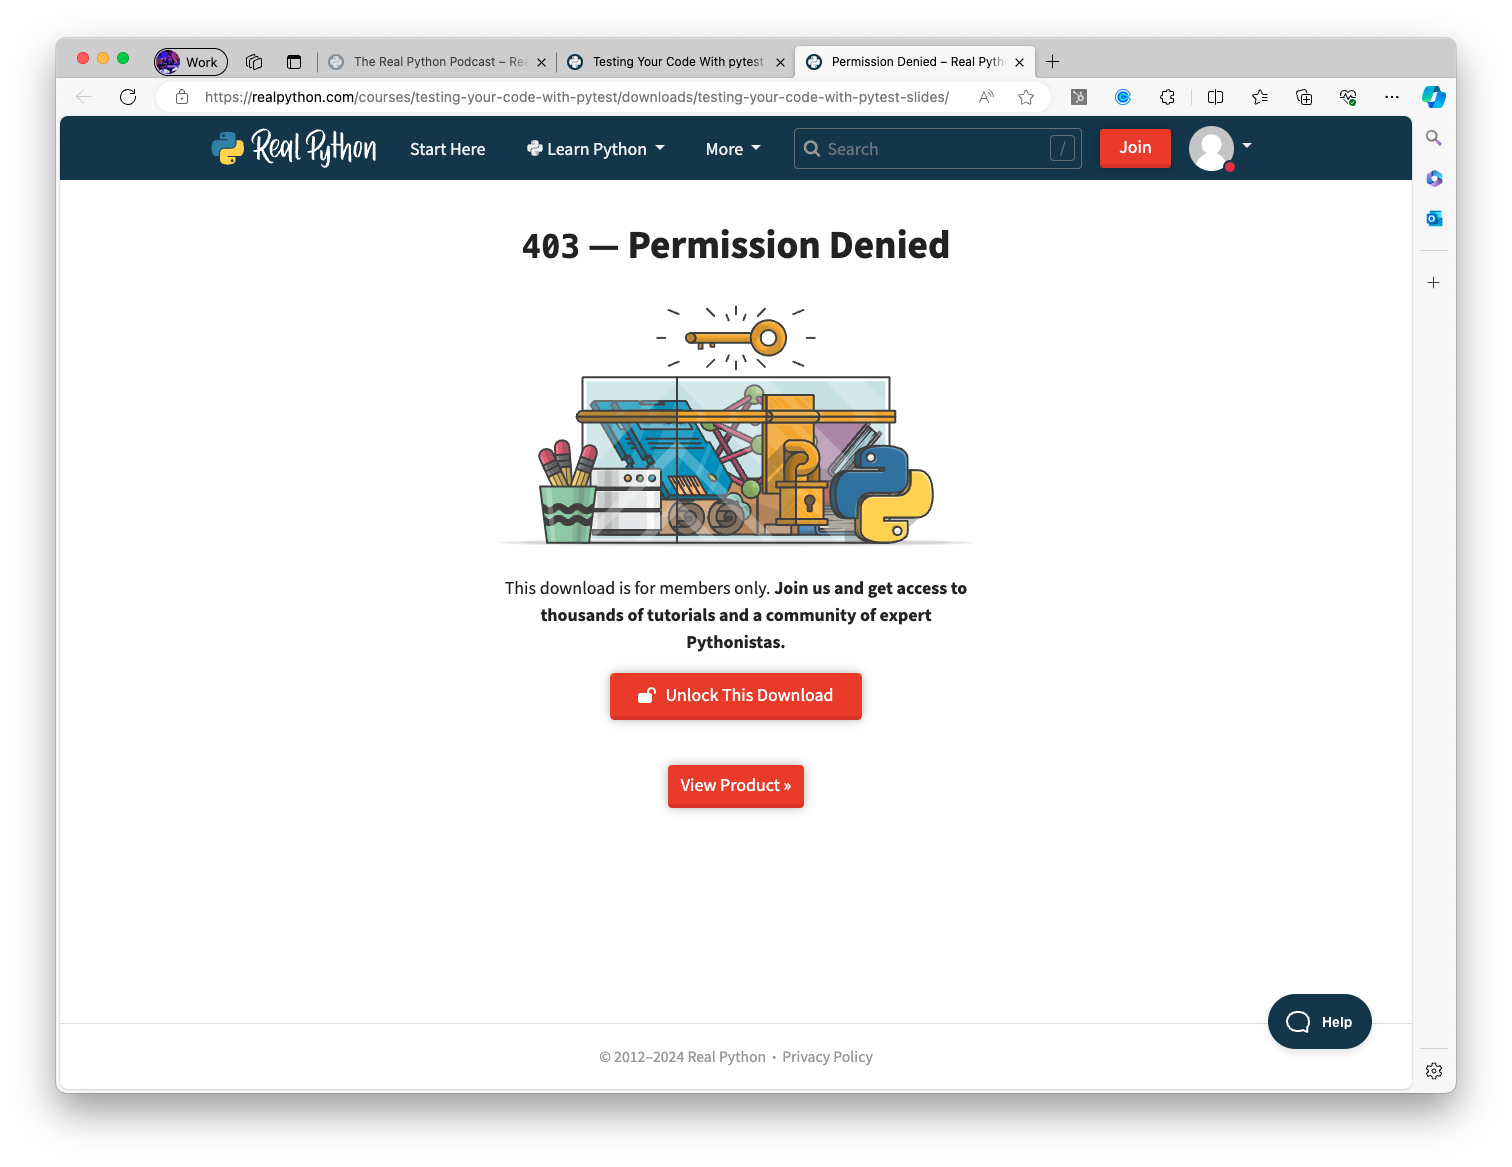 Work
The Real Python Podcast – Rea
Testing Your Code With pytest
Permission Denied – Real Pyth
https://realpython.com/courses/testing-your-code-with-pytest/downloads/testing-your-code-with-pytest-slides/
Real Python
Start Here
Learn Python
More
Search
/
Join
403 — Permission Denied
This download is for members only. Join us and get access to
thousands of tutorials and a community of expert
Pythonistas.
Unlock This Download
View Product »
Help
© 2012–2024 Real Python • Privacy Policy